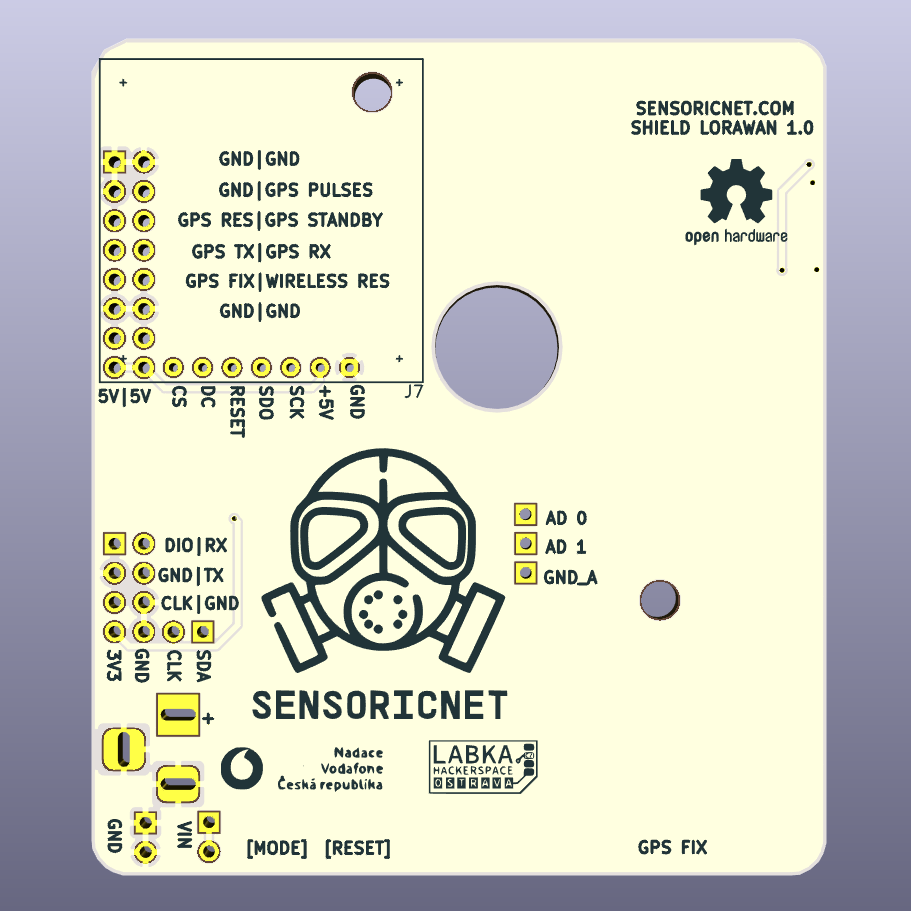 SENSORICNET.COM
SHIELD LORAWAN 1.0
open hardware
GND|GND
GND|GPS PULSES
GPS RES|GPS STANDBY
GPS TX|GPS RX
GPS FIX|WIRELESS RES
GND|GND
5V|5V
CS
DC
RESET
SDO
SCK
+5V
GND
J7
AD 0
AD 1
GND_A
DIO|RX
GND|TX
CLK|GND
3V3
GND
CLK
SDA
+
SENSORICNET
Nadace
Vodafone
Česká republika
LABKA
HACKERSPACE
OSTRAVA
GND
VIN
[MODE] [RESET]
GPS FIX